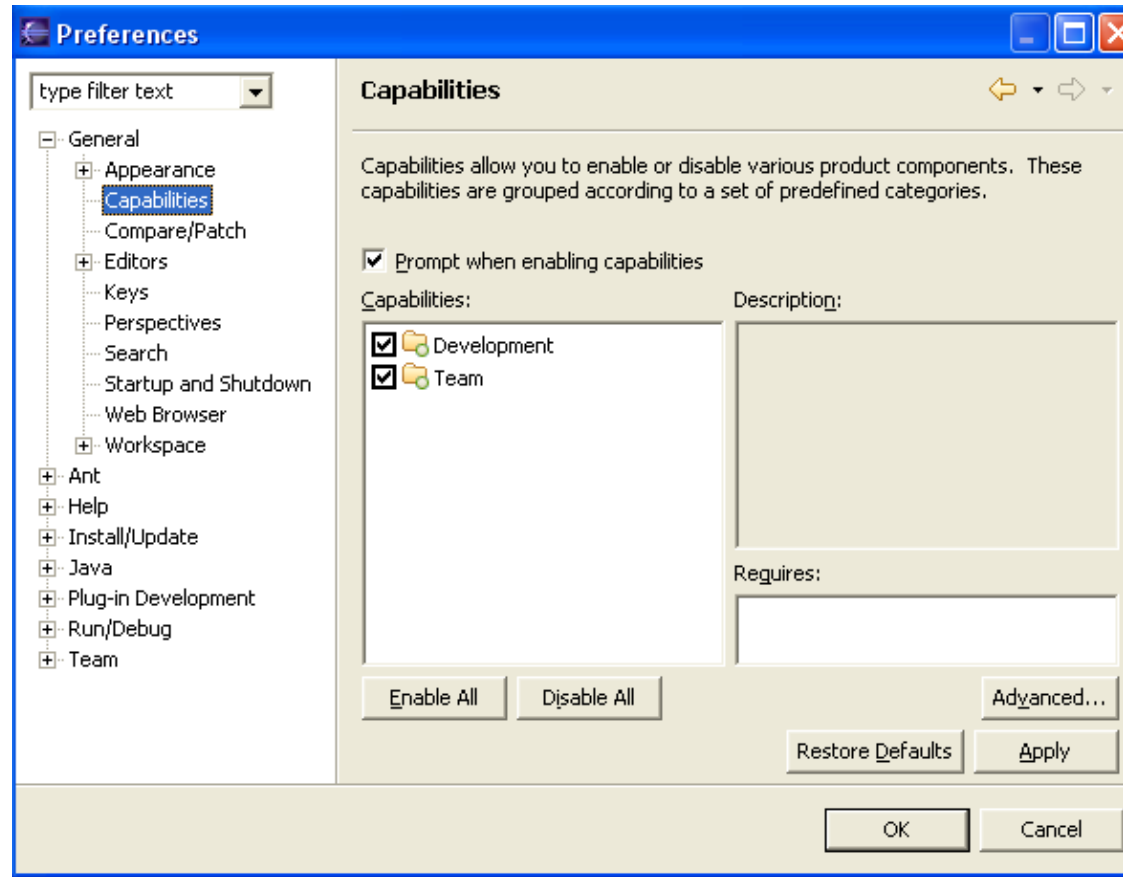 Preferences
type filter text
General
Appearance
Capabilities
Compare/Patch
Editors
Keys
Perspectives
Search
Startup and Shutdown
Web Browser
Workspace
Ant
Help
Install/Update
Java
Plug-in Development
Run/Debug
Team
Capabilities
Capabilities allow you to enable or disable various product components. These
capabilities are grouped according to a set of predefined categories.
Prompt when enabling capabilities
Capabilities:
Development
Team
Description:
Requires:
Enable All
Disable All
Advanced...
Restore Defaults
Apply
OK
Cancel